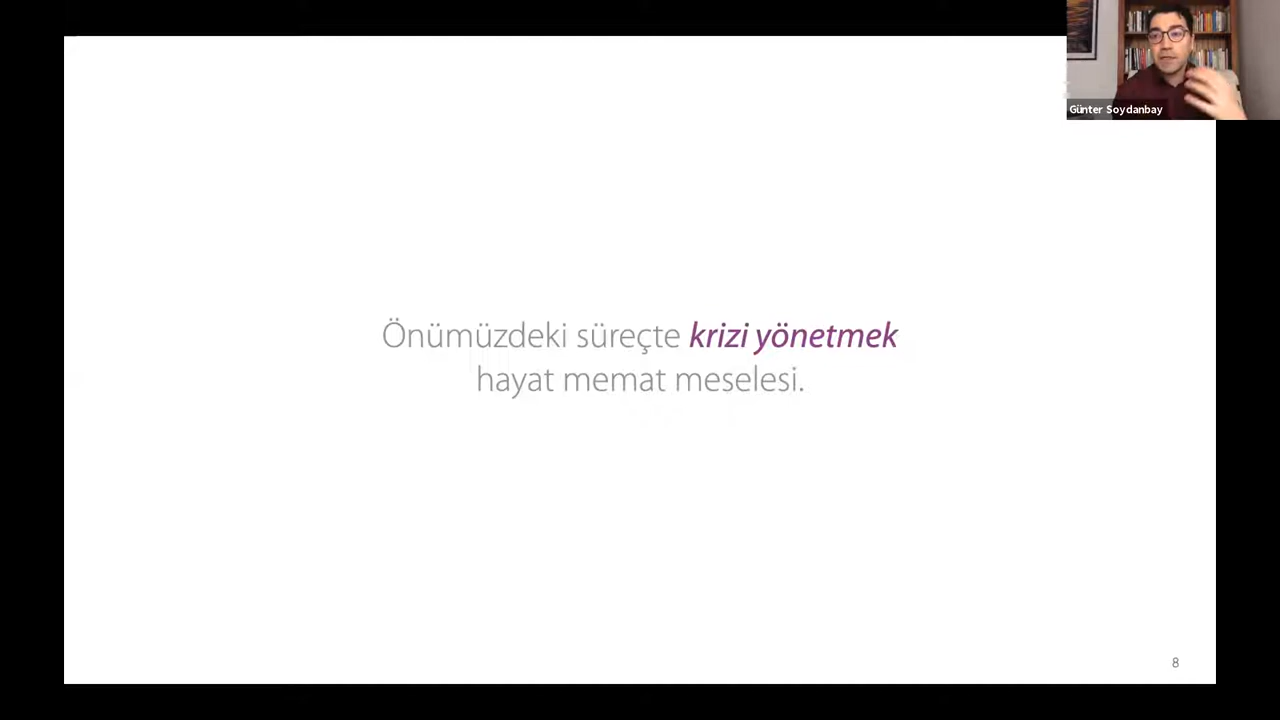 Günter Soydanbay
Önümüzdeki süreçte krizi yönetmek
hayat memat meselesi.
8